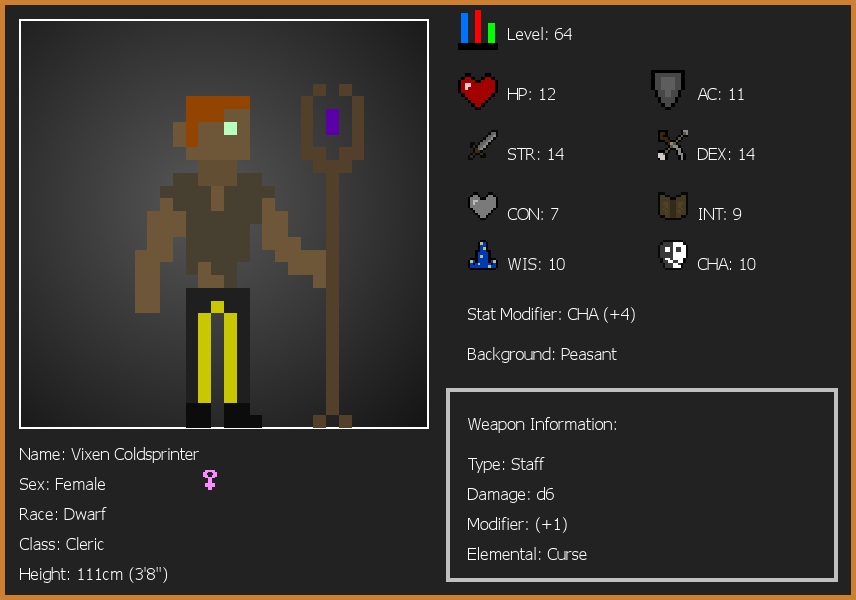 Level: 64
HP: 12
AC: 11
STR: 14
DEX: 14
CON: 7
INT: 9
WIS: 10
CHA: 10
Stat Modifier: CHA (+4)
Background: Peasant
Weapon Information:
Type: Staff
Damage: d6
Modifier: (+1)
Elemental: Curse
Name: Vixen Coldsprinter
Sex: Female
Race: Dwarf
Class: Cleric
Height: 111cm (3'8")